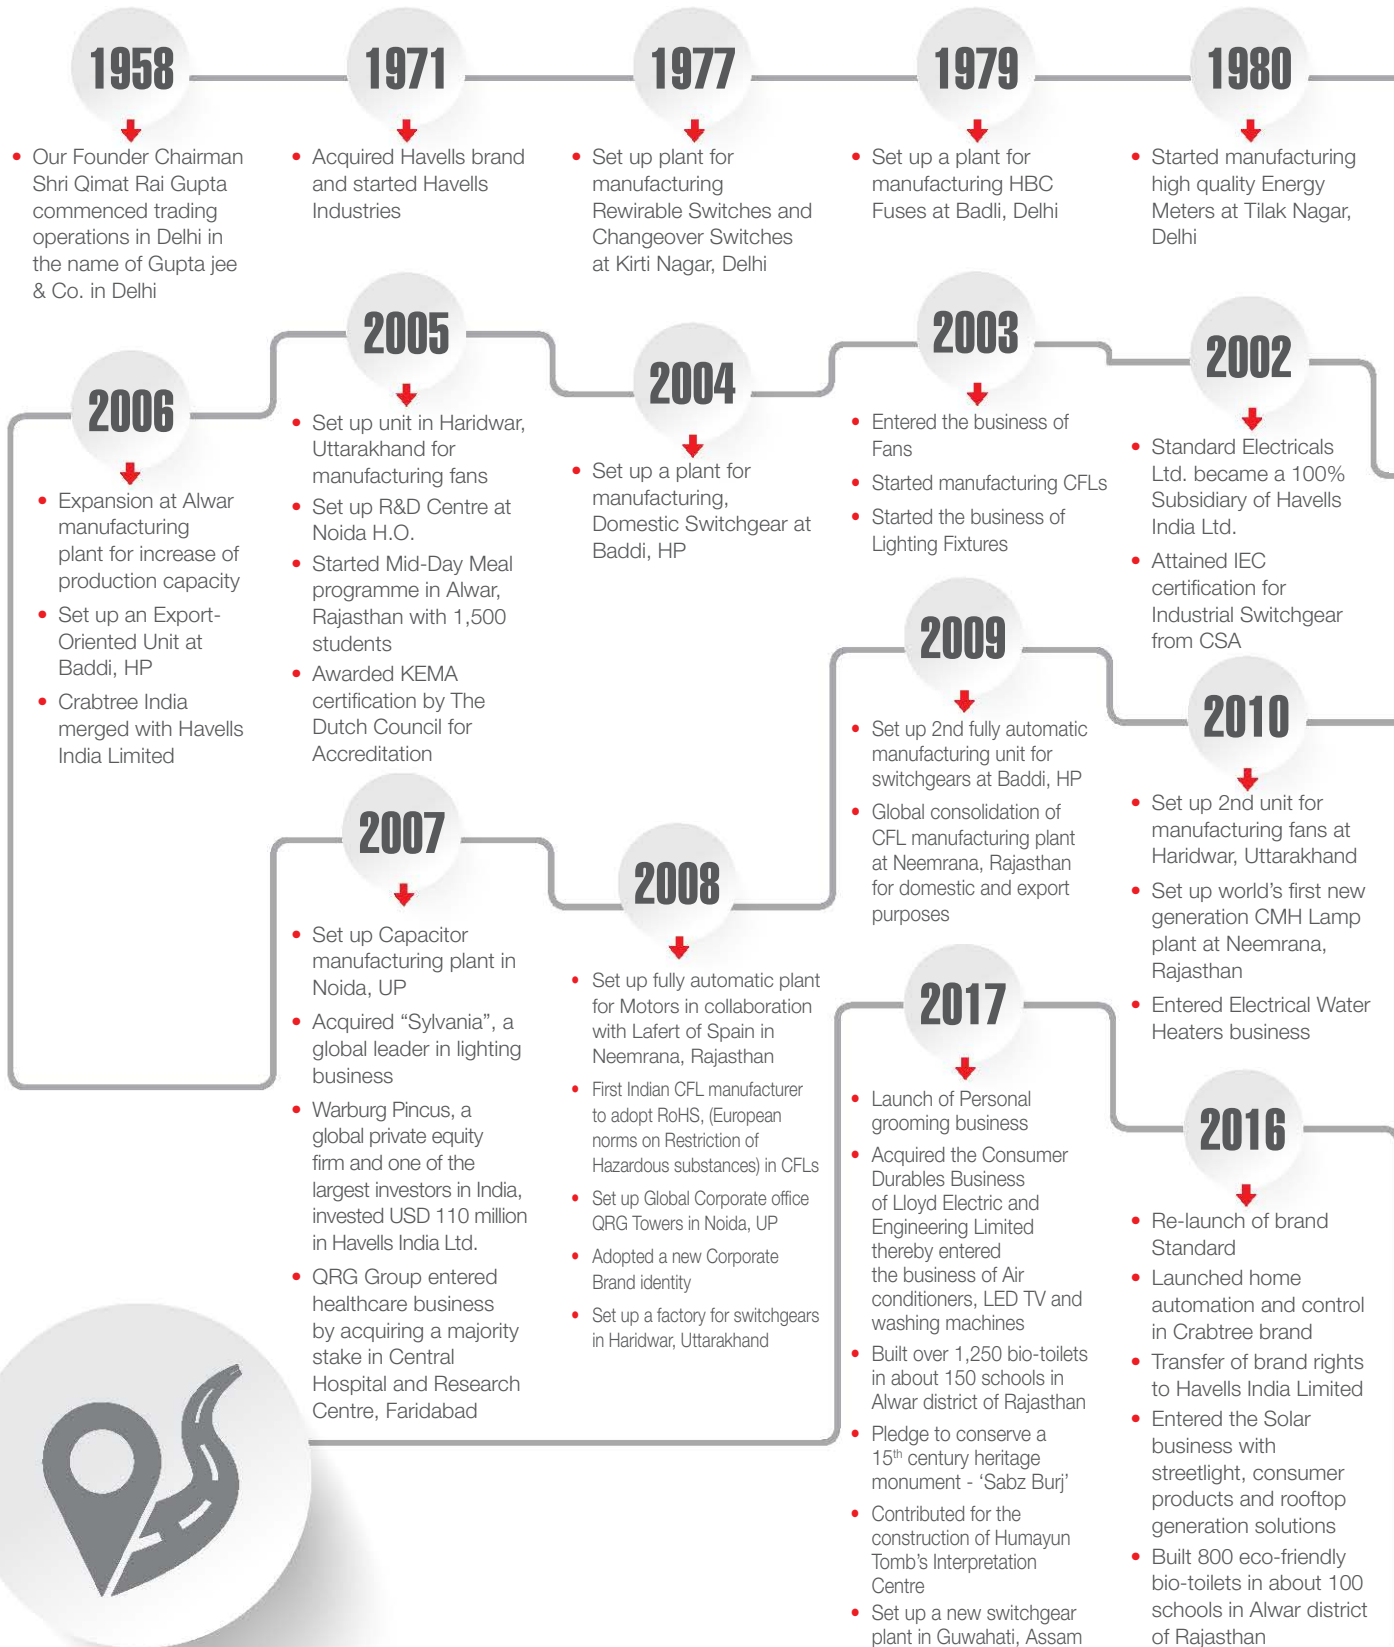 1958
• Our Founder Chairman
Shri Qimat Rai Gupta
commenced trading
operations in Delhi in
the name of Gupta jee
& Co. in Delhi
1971
• Acquired Havells brand
and started Havells
Industries
1977
• Set up plant for
manufacturing
Rewirable Switches and
Changeover Switches
at Kirti Nagar, Delhi
1979
• Set up a plant for
manufacturing HBC
Fuses at Badli, Delhi
1980
• Started manufacturing
high quality Energy
Meters at Tilak Nagar,
Delhi
2002
• Standard Electricals
Ltd. became a 100%
Subsidiary of Havells
India Ltd.
• Attained IEC
certification for
Industrial Switchgear
from CSA
2003
• Entered the business of
Fans
• Started manufacturing CFLs
• Started the business of
Lighting Fixtures
2004
• Set up a plant for
manufacturing,
Domestic Switchgear at
Baddi, HP
2005
• Set up unit in Haridwar,
Uttarakhand for
manufacturing fans
• Set up R&D Centre at
Noida H.O.
• Started Mid-Day Meal
programme in Alwar,
Rajasthan with 1,500
students
• Awarded KEMA
certification by The
Dutch Council for
Accreditation
2006
• Expansion at Alwar
manufacturing
plant for increase of
production capacity
• Set up an Export-
Oriented Unit at
Baddi, HP
• Crabtree India
merged with Havells
India Limited
2007
• Set up Capacitor
manufacturing plant in
Noida, UP
• Acquired “Sylvania”, a
global leader in lighting
business
• Warburg Pincus, a
global private equity
firm and one of the
largest investors in India,
invested USD 110 million
in Havells India Ltd.
• QRG Group entered
healthcare business
by acquiring a majority
stake in Central
Hospital and Research
Centre, Faridabad
2008
• Set up fully automatic plant
for Motors in collaboration
with Lafert of Spain in
Neemrana, Rajasthan
• First Indian CFL manufacturer
to adopt RoHS, (European
norms on Restriction of
Hazardous substances) in CFLs
• Set up Global Corporate office
QRG Towers in Noida, UP
• Adopted a new Corporate
Brand identity
• Set up a factory for switchgears
in Haridwar, Uttarakhand
2009
• Set up 2nd fully automatic
manufacturing unit for
switchgears at Baddi, HP
• Global consolidation of
CFL manufacturing plant
at Neemrana, Rajasthan
for domestic and export
purposes
2010
• Set up 2nd unit for
manufacturing fans at
Haridwar, Uttarakhand
• Set up world’s first new
generation CMH Lamp
plant at Neemrana,
Rajasthan
• Entered Electrical Water
Heaters business
2016
• Re-launch of brand
Standard
• Launched home
automation and control
in Crabtree brand
• Transfer of brand rights
to Havells India Limited
• Entered the Solar
business with
streetlight, consumer
products and rooftop
generation solutions
• Built 800 eco-friendly
bio-toilets in about 100
schools in Alwar district
of Rajasthan
2017
• Launch of Personal
grooming business
• Acquired the Consumer
Durables Business
of Lloyd Electric and
Engineering Limited
thereby entered
the business of Air
conditioners, LED TV and
washing machines
• Built over 1,250 bio-toilets
in about 150 schools in
Alwar district of Rajasthan
• Pledge to conserve a
15th century heritage
monument - ‘Sabz Burj’
• Contributed for the
construction of Humayun
Tomb’s Interpretation
Centre
• Set up a new switchgear
plant in Guwahati, Assam